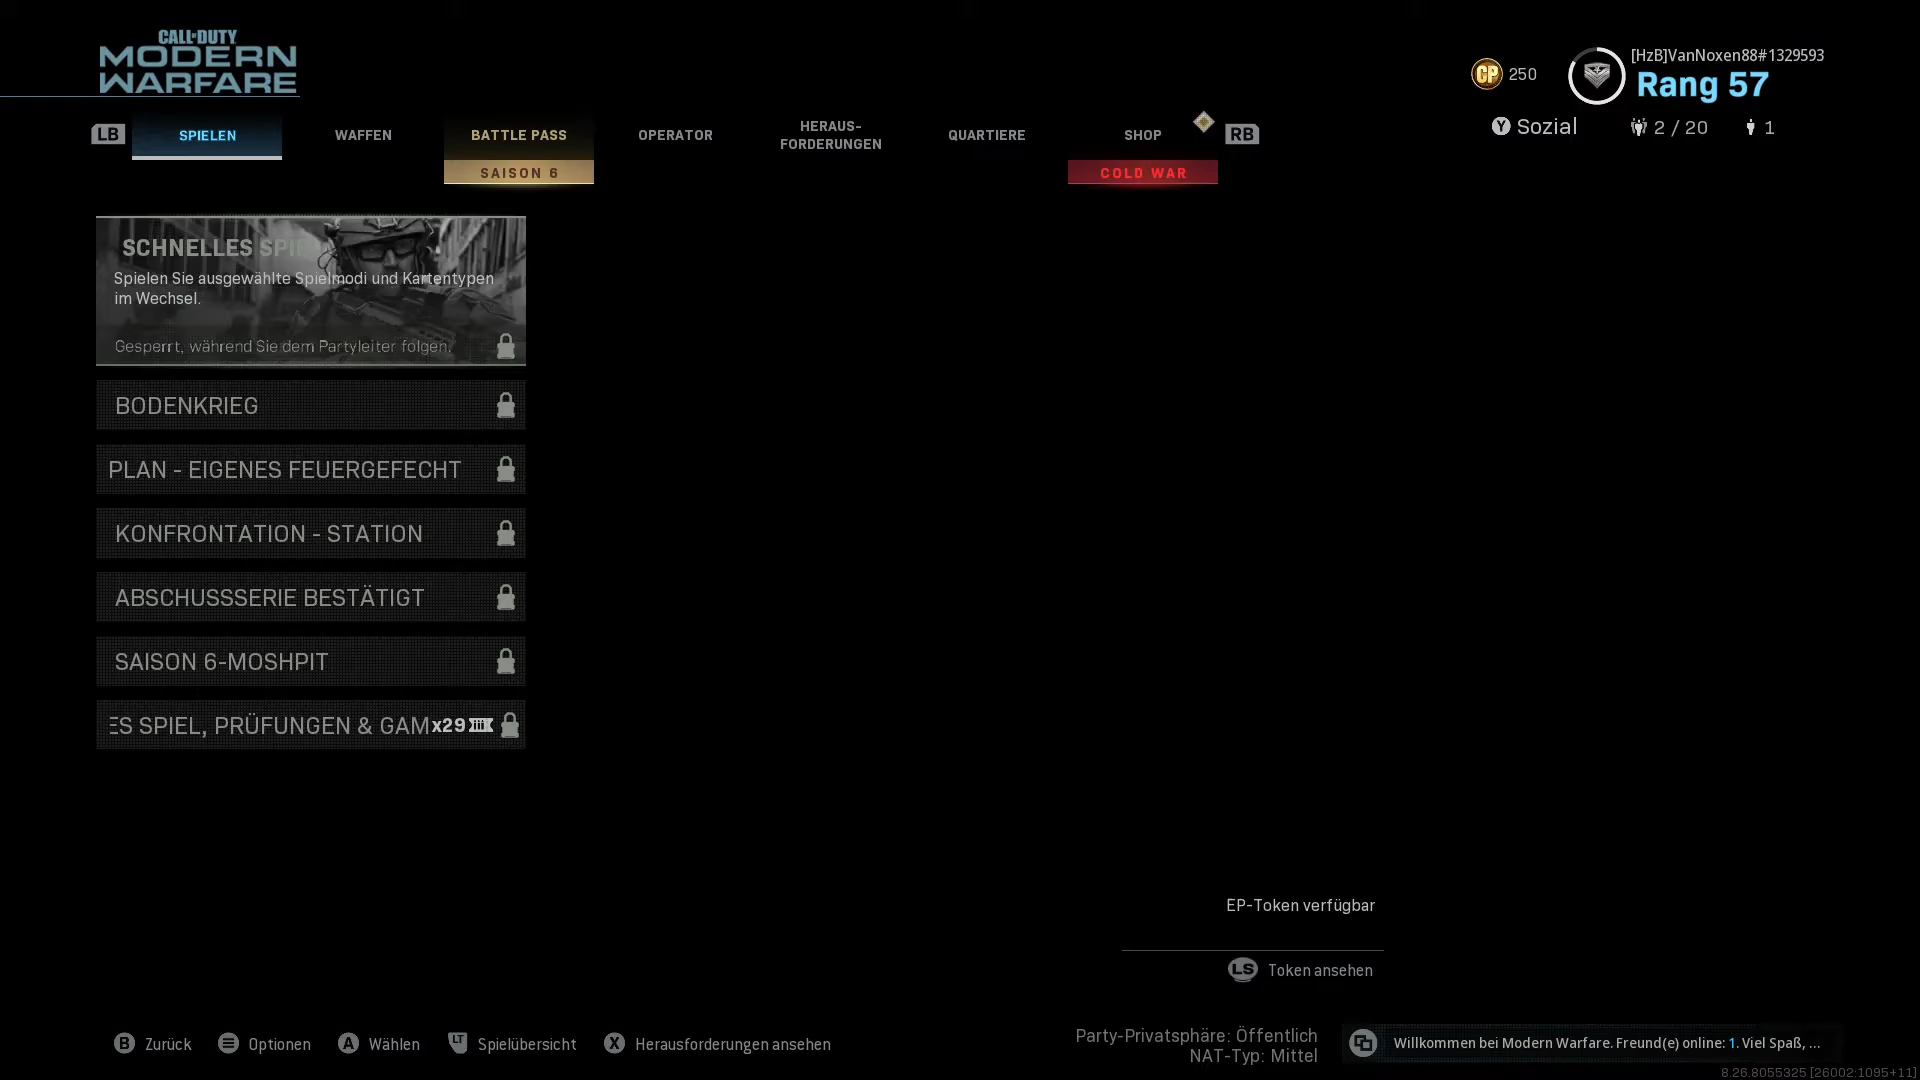 CALL OF DUTY
MODERN
WARFARE
CP 250
[HzB]VanNoxen88#1329593
Rang 57
Y Sozial
2 / 20
1
LB
SPIELEN
WAFFEN
BATTLE PASS
SAISON 6
OPERATOR
HERAUS-
FORDERUNGEN
QUARTIERE
SHOP
COLD WAR
RB
SCHNELLES SPI
Spielen Sie ausgewählte Spielmodi und Kartentypen
im Wechsel.
Gesperrt, während Sie dem Partyleiter folgen.
BODENKRIEG
PLAN - EIGENES FEUERGEFECHT
KONFRONTATION - STATION
ABSCHUSSSERIE BESTÄTIGT
SAISON 6-MOSHPIT
ES SPIEL, PRÜFUNGEN & GAM x29
EP-Token verfügbar
LS Token ansehen
B Zurück
Optionen
A Wählen
LT Spielübersicht
X Herausforderungen ansehen
Party-Privatsphäre: Öffentlich
NAT-Typ: Mittel
Willkommen bei Modern Warfare. Freund(e) online: 1. Viel Spaß, ...
8.26.8055325 [26002:1095+11]